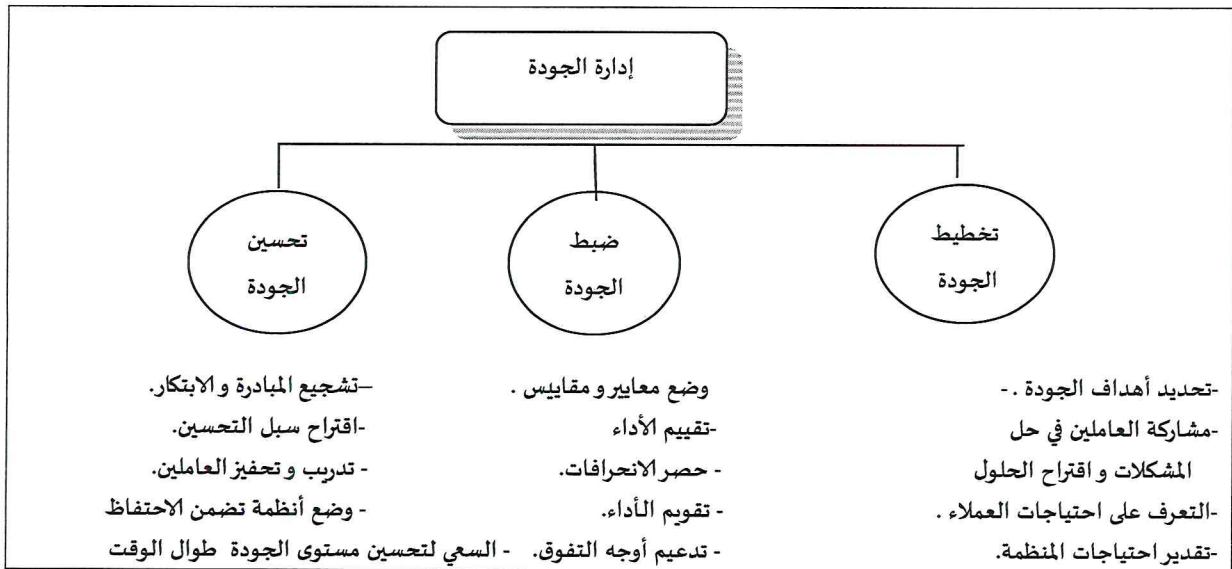 إدارة الجودة
تخطيط
الجودة
ضبط
الجودة
تحسين
الجودة
-تحديد أهداف الجودة . -
-مشاركة العاملين في حل
المشكلات و اقتراح الحلول
-التعرف على احتياجات العملاء .
-تقدير احتياجات المنظمة.
وضع معايير و مقاييس .
-تقييم الأداء
- حصر الانحرافات.
- تقويم الأداء.
- تدعيم أوجه التفوق.
–تشجيع المبادرة و الابتكار.
-اقتراح سبل التحسين.
- تدريب و تحفيز العاملين.
- وضع أنظمة تضمن الاحتفاظ
- السعي لتحسين مستوى الجودة طوال الوقت